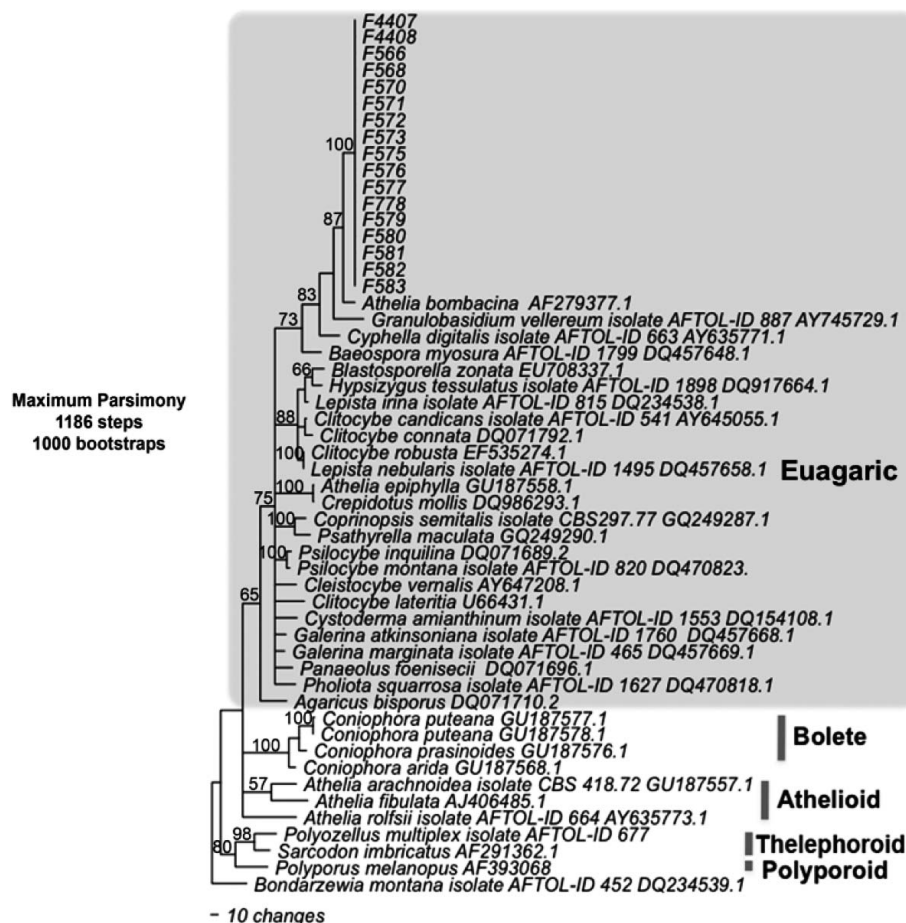 F4407
F4408
F566
F568
F570
F571
F572
F573
100
F575
F576
F577
F778
87
F579
F580
F581
F582
F583
83
Athelia bombacina AF279377.1
73
Granulobasidium vellereum isolate AFTOL-ID 887 AY745729.1
Cyphella digitalis isolate AFTOL-ID 663 AY635771.1
Baeospora myosura AFTOL-ID 1799 DQ457648.1
66
Blastosporella zonata EU708337.1
Hypsizygus tessulatus isolate AFTOL-ID 1898 DQ917664.1
Maximum Parsimony
1186 steps
1000 bootstraps
Lepista irina isolate AFTOL-ID 815 DQ234538.1
88
Clitocybe candicans isolate AFTOL-ID 541 AY645055.1
Clitocybe connata DQ071792.1
100
Clitocybe robusta EF535274.1
Lepista nebularis isolate AFTOL-ID 1495 DQ457658.1
Euagaric
100
Athelia epiphylla GU187558.1
75
Crepidotus mollis DQ986293.1
100
Coprinopsis semitalis isolate CBS297.77 GQ249287.1
Psathyrella maculata GQ249290.1
100
Psilocybe inquilina DQ071689.2
Psilocybe montana isolate AFTOL-ID 820 DQ470823.
Cleistocybe vernalis AY647208.1
65
Clitocybe lateritia U66431.1
Cystoderma amianthinum isolate AFTOL-ID 1553 DQ154108.1
Galerina atkinsoniana isolate AFTOL-ID 1760 DQ457668.1
Galerina marginata isolate AFTOL-ID 465 DQ457669.1
Panaeolus foenisecii DQ071696.1
Pholiota squarrosa isolate AFTOL-ID 1627 DQ470818.1
Agaricus bisporus DQ071710.2
100
Coniophora puteana GU187577.1
Coniophora puteana GU187578.1
Bolete
100
Coniophora prasinoides GU187576.1
Coniophora arida GU187568.1
57
Athelia arachnoidea isolate CBS 418.72 GU187557.1
Athelia fibulata AJ406485.1
Athelioid
Athelia rolfsii isolate AFTOL-ID 664 AY635773.1
98
Polyozellus multiplex isolate AFTOL-ID 677
80
Sarcodon imbricatus AF291362.1
Thelephoroid
Polyporus melanopus AF393068
Polyporoid
Bondarzewia montana isolate AFTOL-ID 452 DQ234539.1
10 changes